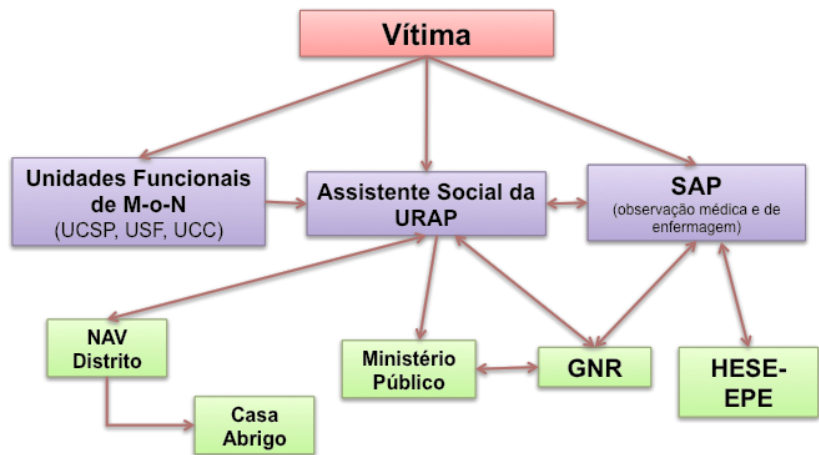 Vítima
Unidades Funcionais
de M-o-N
(UCSP, USF, UCC)
Assistente Social da
URAP
SAP
(observação médica e de
enfermagem)
NAV
Distrito
Ministério
Público
GNR
HESE-
EPE
Casa
Abrigo